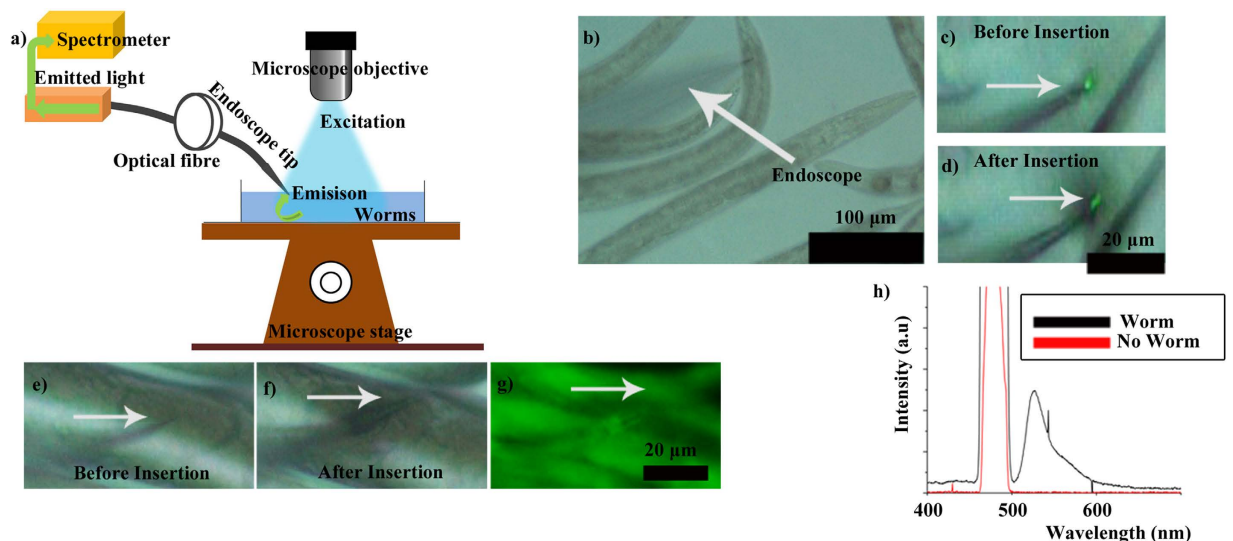 a)
Spectrometer
Emitted light
Endoscope tip
Optical fibre
Microscope objective
Excitation
Emisison
Worms
Microscope stage
b)
Endoscope
100 μm
c)
Before Insertion
d)
After Insertion
20 μm
e)
Before Insertion
f)
After Insertion
g)
20 μm
h)
Worm
No Worm
Intensity (a.u)
400
500
600
Wavelength (nm)